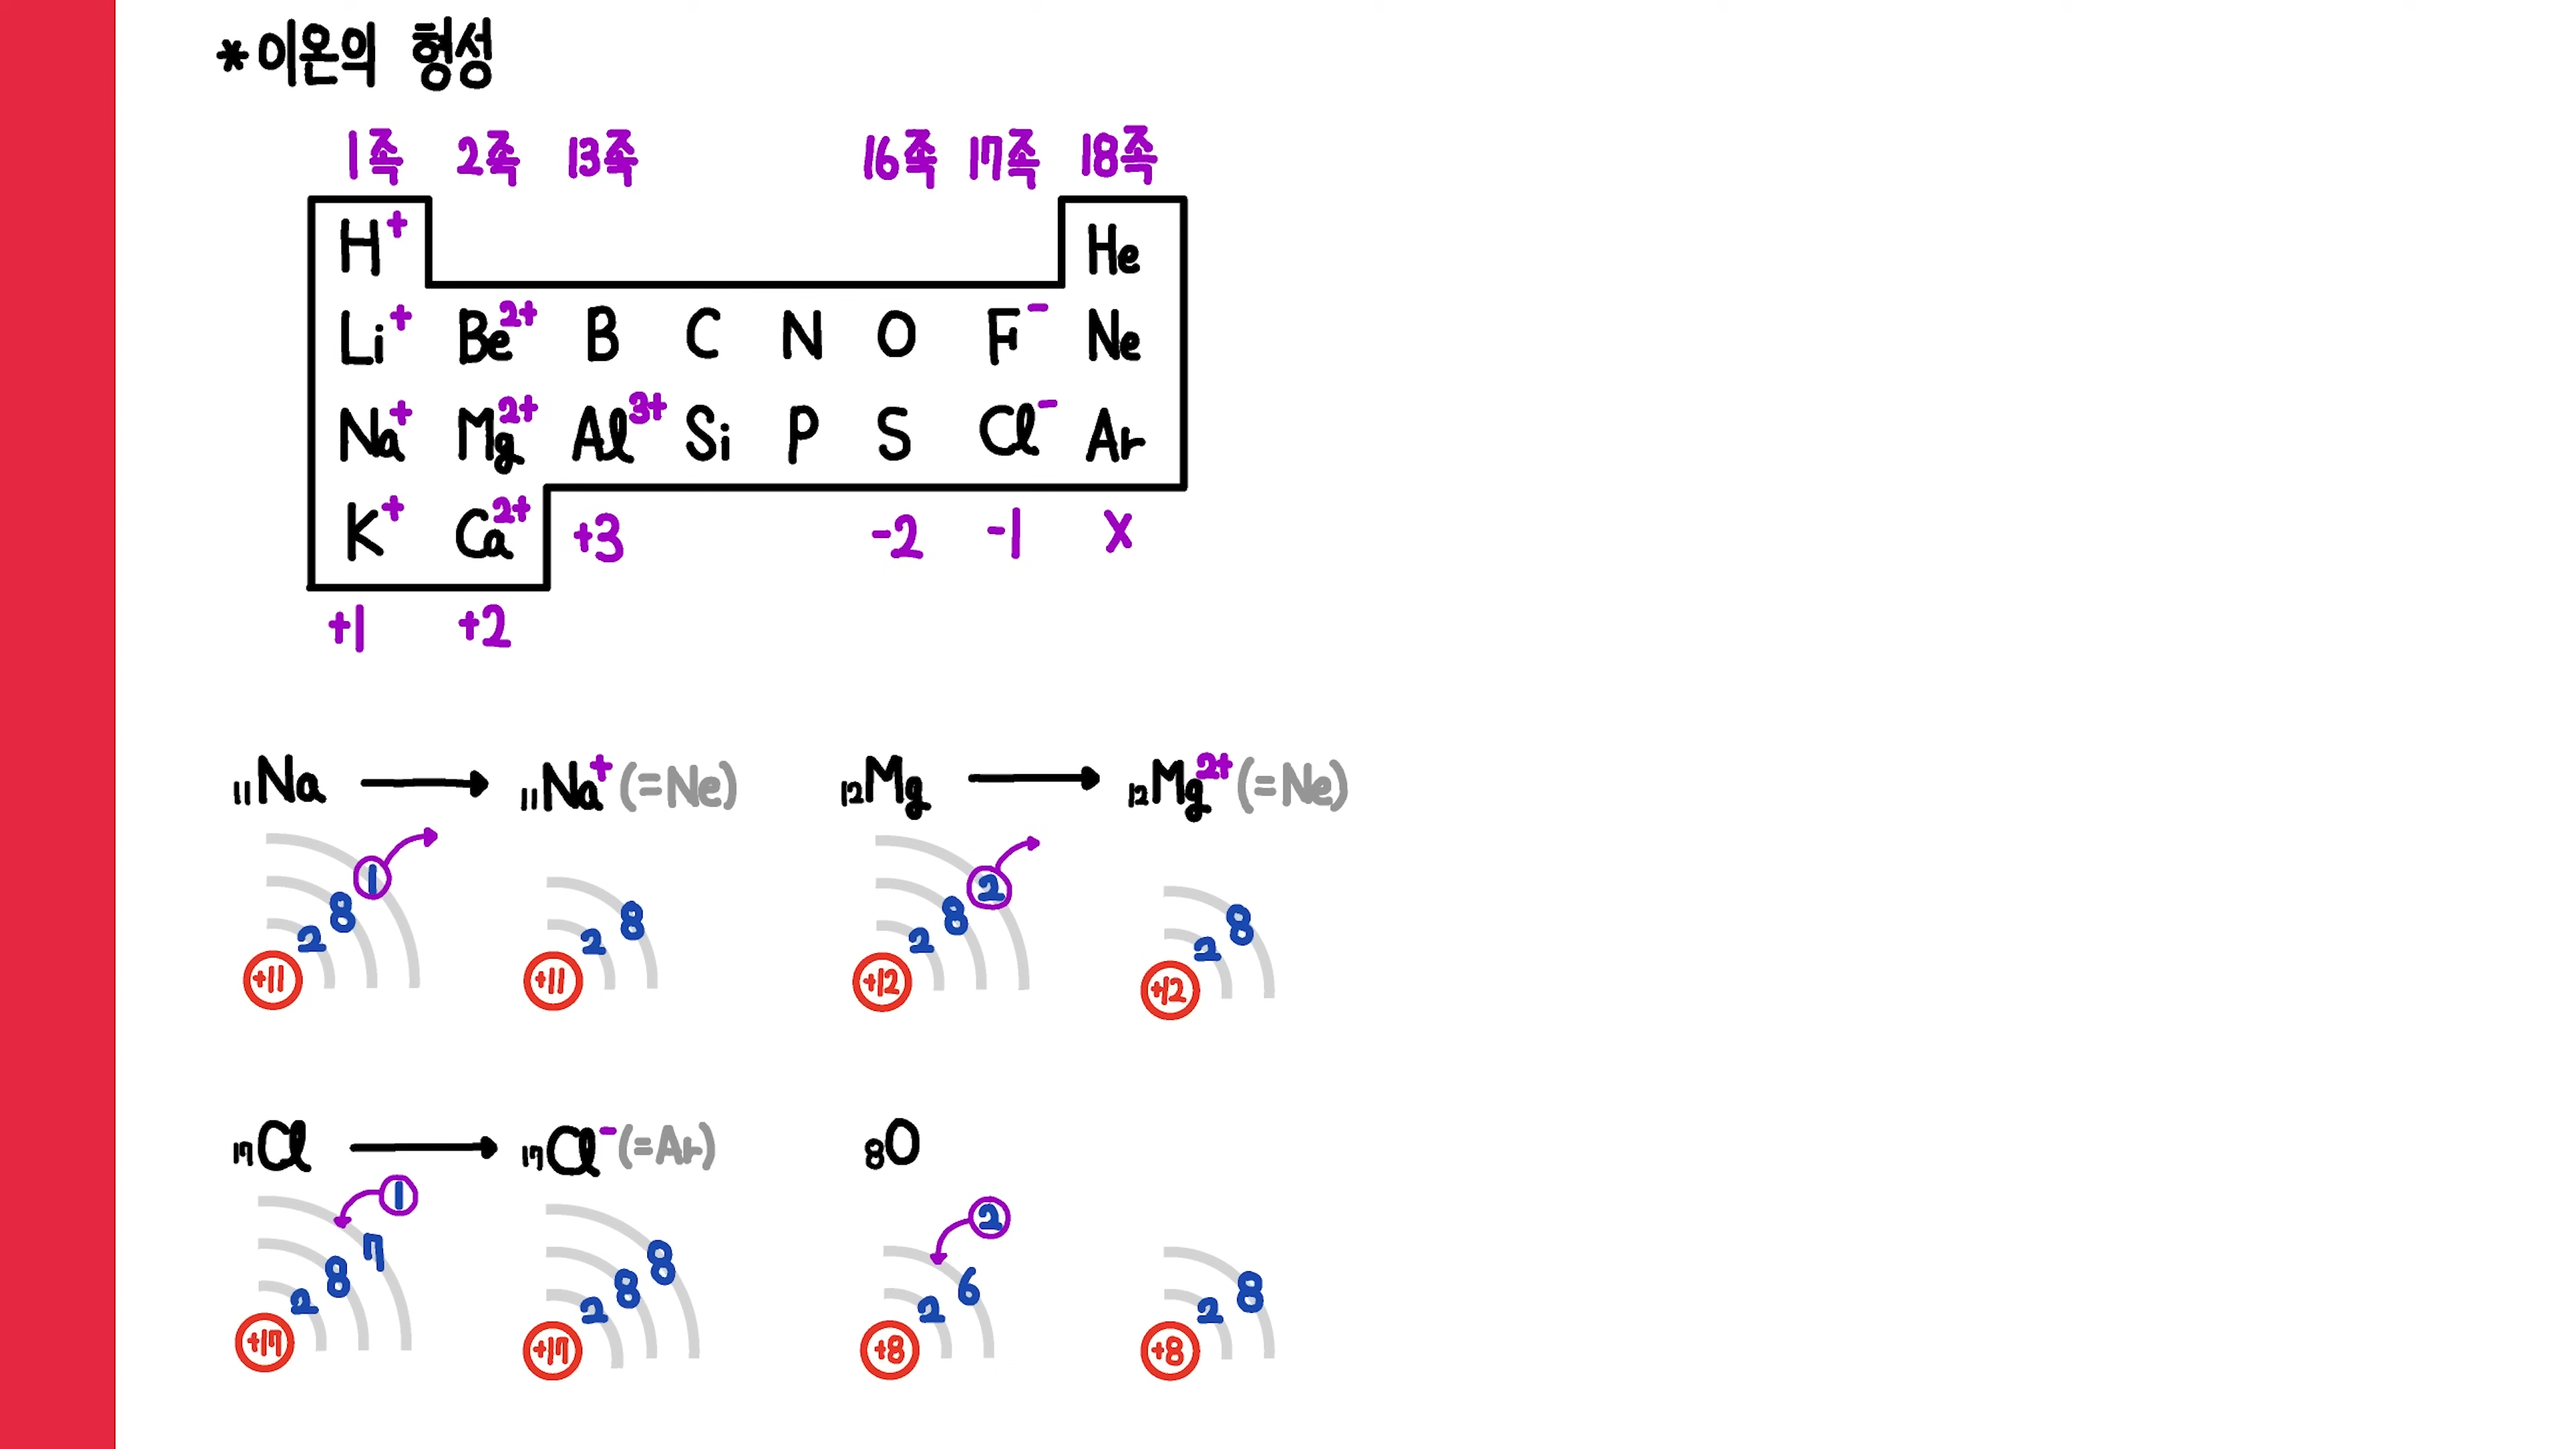 *이온의 형성
1족 2족 13족 16족 17족 18족
H⁺ He
Li⁺ Be²⁺ B C N O F⁻ Ne
Na⁺ Mg²⁺ Al³⁺ Si P S Cl⁻ Ar
K⁺ Ca²⁺ +3 -2 -1 X
+1 +2
₁₁Na → ₁₁Na⁺ (=Ne) ₁₂Mg → ₁₂Mg²⁺ (=Ne)
+11 2 8 1
+11 2 8
+12 2 8 2
+12 2 8
₁₇Cl → ₁₇Cl⁻ (=Ar) ₈O
+17 2 8 7 1
+17 2 8 8
+8 2 6 2
+8 2 8